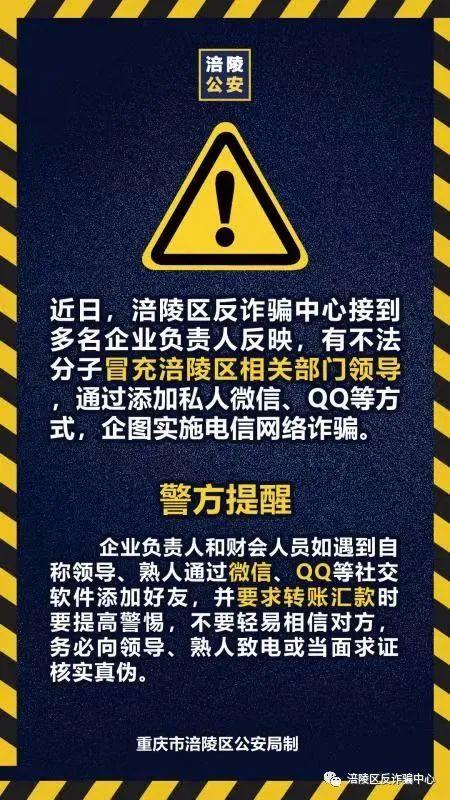 涪陵
公安
近日，涪陵区反诈骗中心接到
多名企业负责人反映，有不法
分子冒充涪陵区相关部门领导
，通过添加私人微信、QQ等方
式，企图实施电信网络诈骗。
警方提醒
企业负责人和财会人员如遇到自
称领导、熟人通过微信、QQ等社交
软件添加好友，并要求转账汇款时
要提高警惕，不要轻易相信对方，
务必向领导、熟人致电或当面求证
核实真伪。
重庆市涪陵区公安局制
涪陵区反诈骗中心